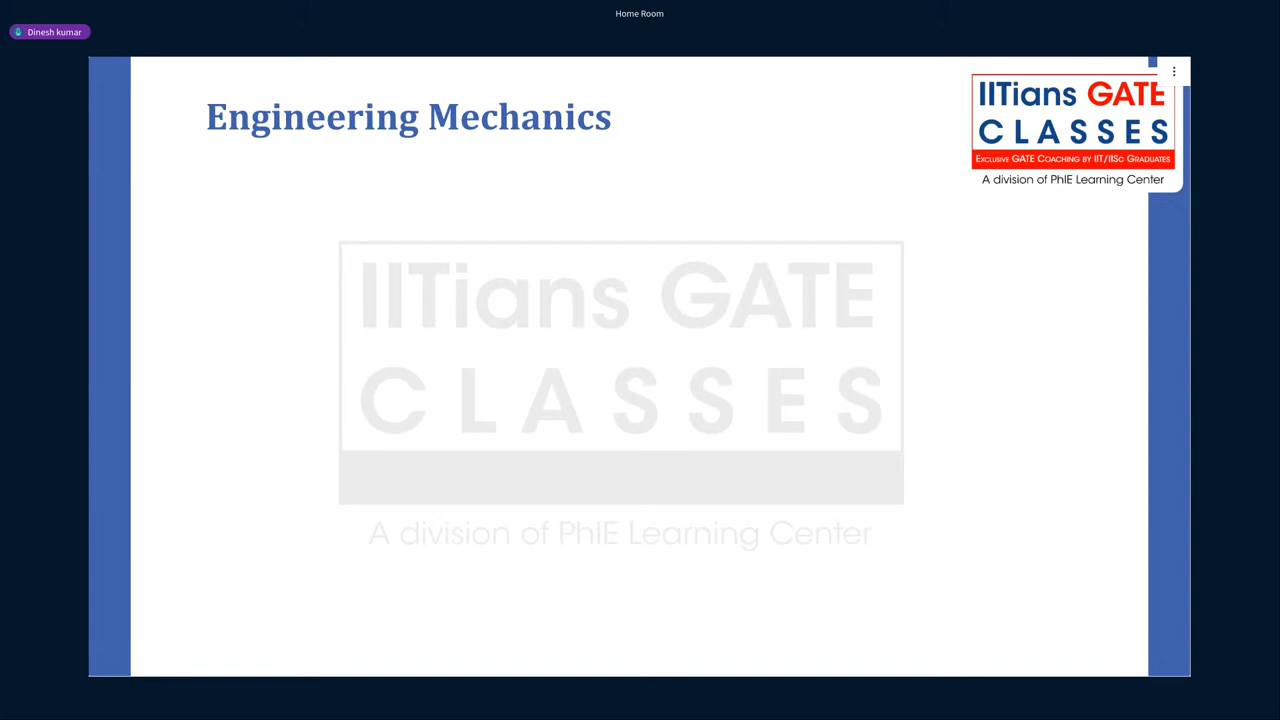 Home Room
Dinesh kumar
Engineering Mechanics
IITians GATE
CLASSES
EXCLUSIVE GATE COACHING BY IIT/IISC GRADUATES
A division of PhIE Learning Center
IITians GATE
CLASSES
A division of PhIE Learning Center